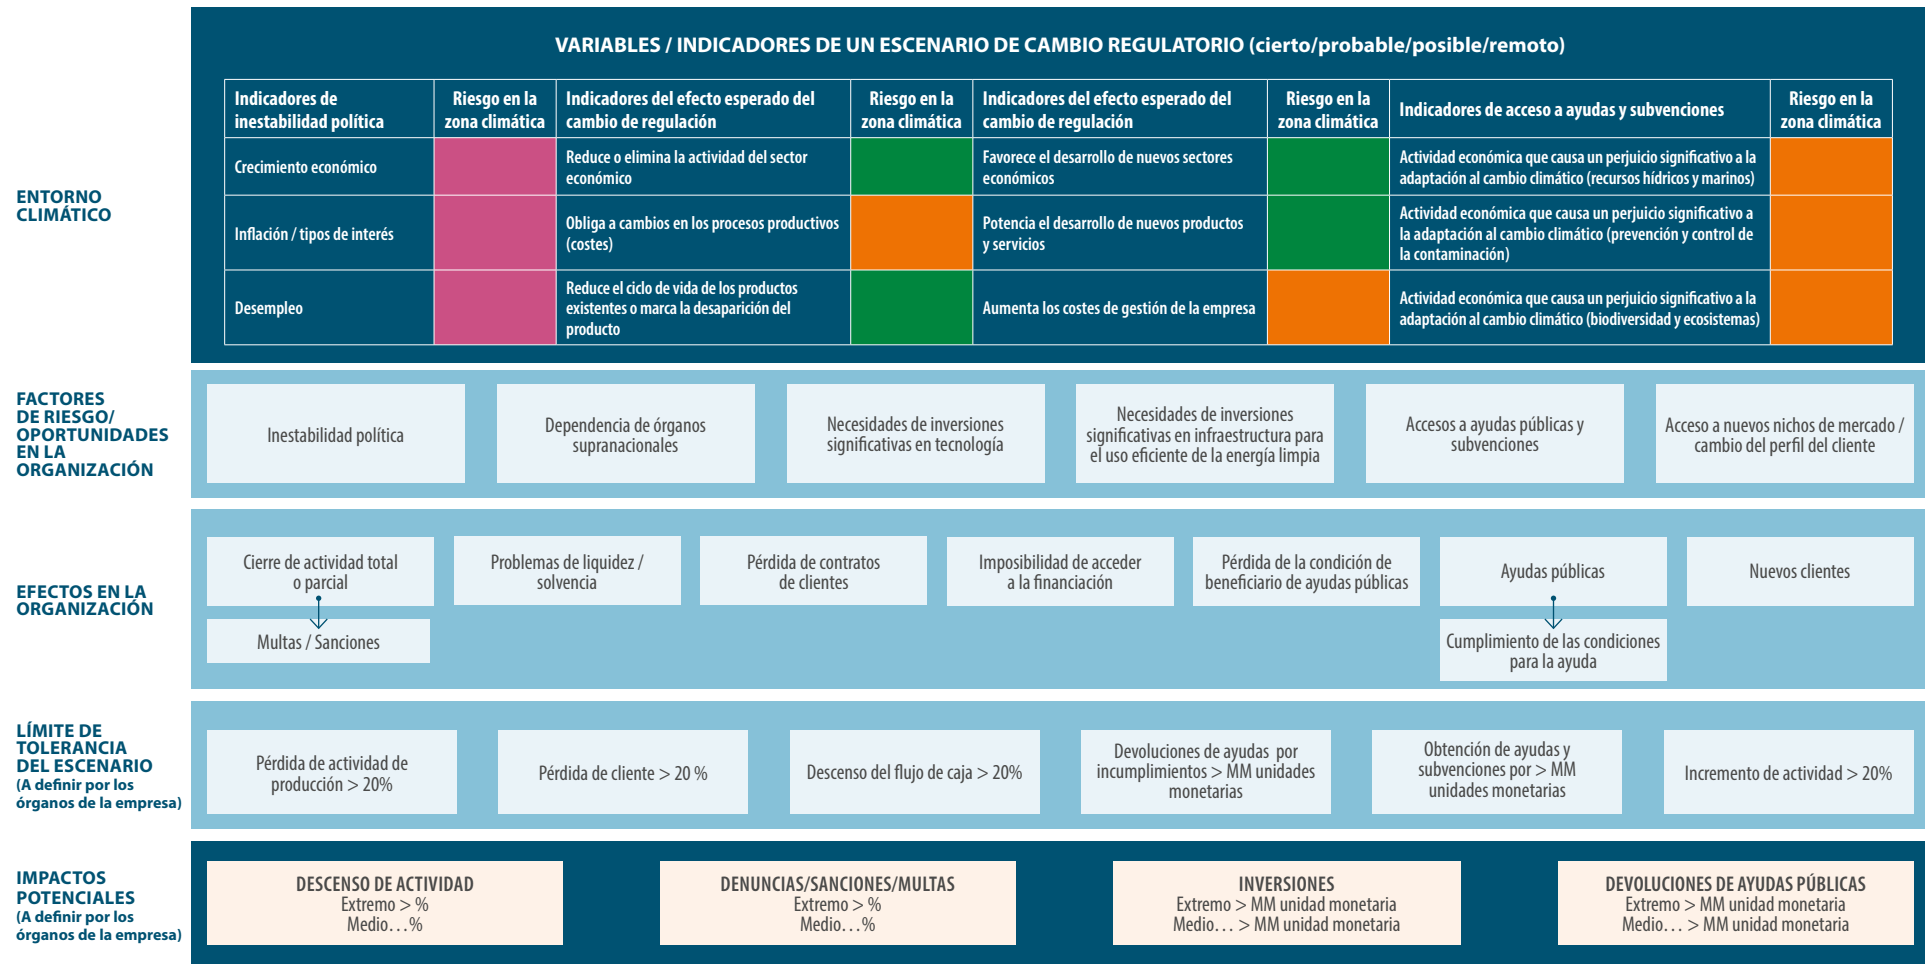 VARIABLES / INDICADORES DE UN ESCENARIO DE CAMBIO REGULATORIO (cierto/probable/posible/remoto)
ENTORNO
CLIMÁTICO
Indicadores de
inestabilidad política
Riesgo en la
zona climática
Indicadores del efecto esperado del
cambio de regulación
Riesgo en la
zona climática
Indicadores del efecto esperado del
cambio de regulación
Riesgo en la
zona climática
Indicadores de acceso a ayudas y subvenciones
Riesgo en la
zona climática
Crecimiento económico
Reduce o elimina la actividad del sector
económico
Favorece el desarrollo de nuevos sectores
económicos
Actividad económica que causa un perjuicio significativo a la
adaptación al cambio climático (recursos hídricos y marinos)
Inflación / tipos de interés
Obliga a cambios en los procesos productivos
(costes)
Potencia el desarrollo de nuevos productos
y servicios
Actividad económica que causa un perjuicio significativo a
la adaptación al cambio climático (prevención y control de
la contaminación)
Desempleo
Reduce el ciclo de vida de los productos
existentes o marca la desaparición del
producto
Aumenta los costes de gestión de la empresa
Actividad económica que causa un perjuicio significativo a la
adaptación al cambio climático (biodiversidad y ecosistemas)
FACTORES
DE RIESGO/
OPORTUNIDADES
EN LA
ORGANIZACIÓN
Inestabilidad política
Dependencia de órganos
supranacionales
Necesidades de inversiones
significativas en tecnología
Necesidades de inversiones
significativas en infraestructura para
el uso eficiente de la energía limpia
Accesos a ayudas públicas y
subvenciones
Acceso a nuevos nichos de mercado /
cambio del perfil del cliente
EFECTOS EN LA
ORGANIZACIÓN
Cierre de actividad total
o parcial
Multas / Sanciones
Problemas de liquidez /
solvencia
Pérdida de contratos
de clientes
Imposibilidad de acceder
a la financiación
Pérdida de la condición de
beneficiario de ayudas públicas
Ayudas públicas
Cumplimiento de las condiciones
para la ayuda
Nuevos clientes
LÍMITE DE
TOLERANCIA
DEL ESCENARIO
(A definir por los
órganos de la empresa)
Pérdida de actividad de
producción > 20%
Pérdida de cliente > 20 %
Descenso del flujo de caja > 20%
Devoluciones de ayudas por
incumplimientos > MM unidades
monetarias
Obtención de ayudas y
subvenciones por > MM
unidades monetarias
Incremento de actividad > 20%
IMPACTOS
POTENCIALES
(A definir por los
órganos de la empresa)
DESCENSO DE ACTIVIDAD
Extremo > %
Medio…%
DENUNCIAS/SANCIONES/MULTAS
Extremo > %
Medio…%
INVERSIONES
Extremo > MM unidad monetaria
Medio… > MM unidad monetaria
DEVOLUCIONES DE AYUDAS PÚBLICAS
Extremo > MM unidad monetaria
Medio… > MM unidad monetaria